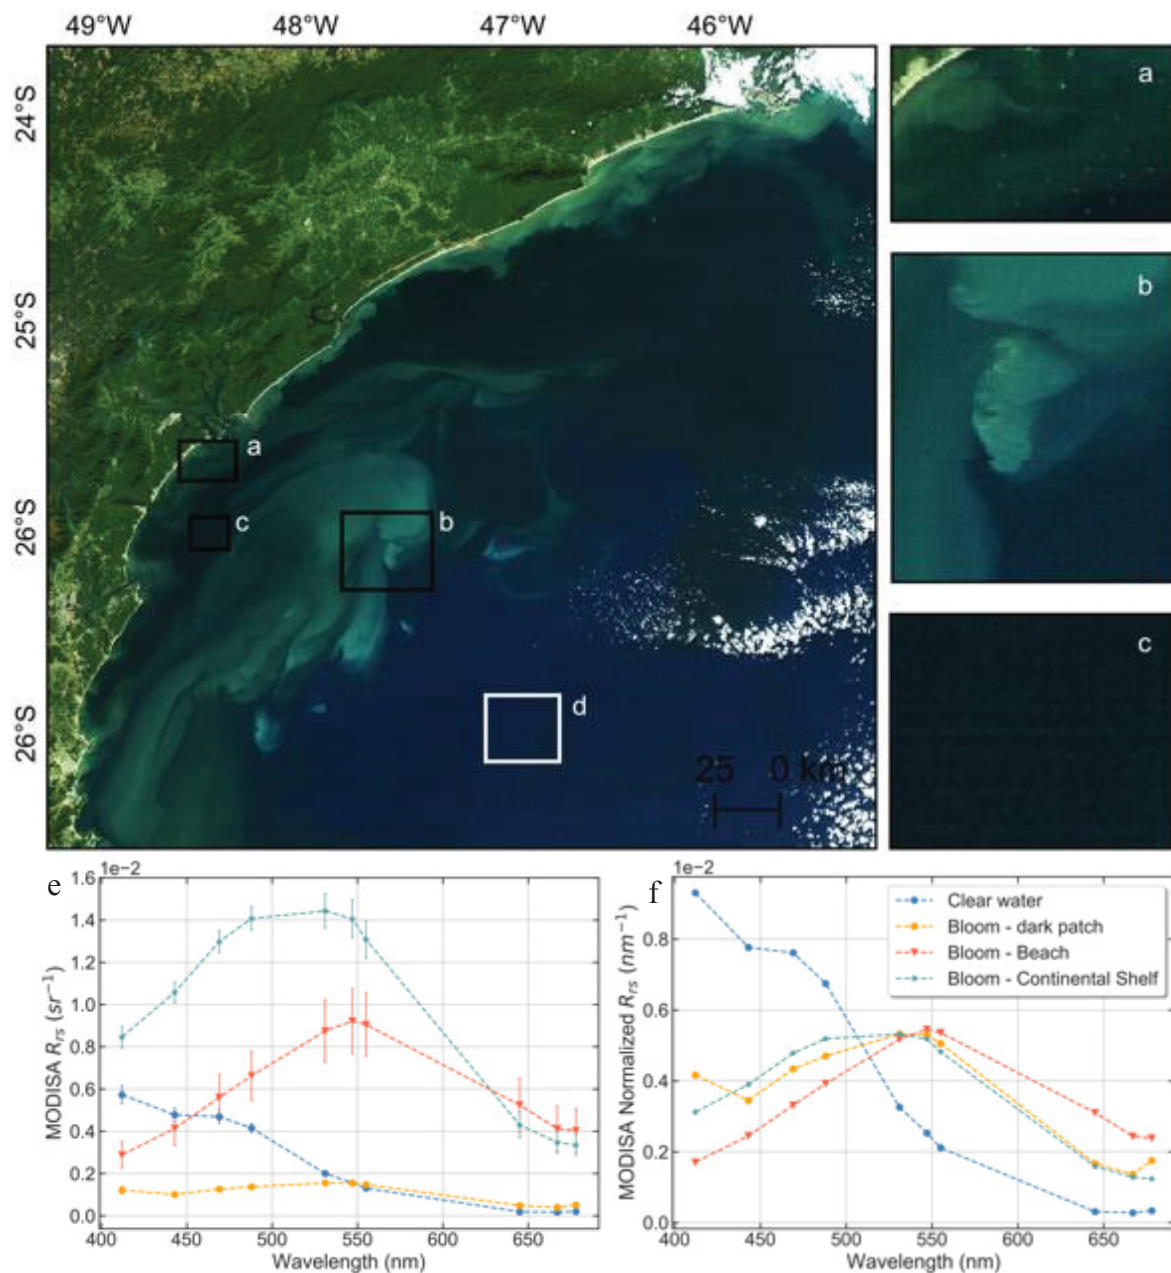 49°W 48°W 47°W 46°W
24°S
25°S
26°S
26°S
a
b
c
d
25 0 km
a
b
c
e
1e-2
1.6
1.4
1.2
1.0
0.8
0.6
0.4
0.2
0.0
MODISA Rrs (sr⁻¹)
400 450 500 550 600 650
Wavelength (nm)
f
1e-2
0.8
0.6
0.4
0.2
0.0
MODISA Normalized Rrs (nm⁻¹)
Clear water
Bloom - dark patch
Bloom - Beach
Bloom - Continental Shelf
400 450 500 550 600 650
Wavelength (nm)